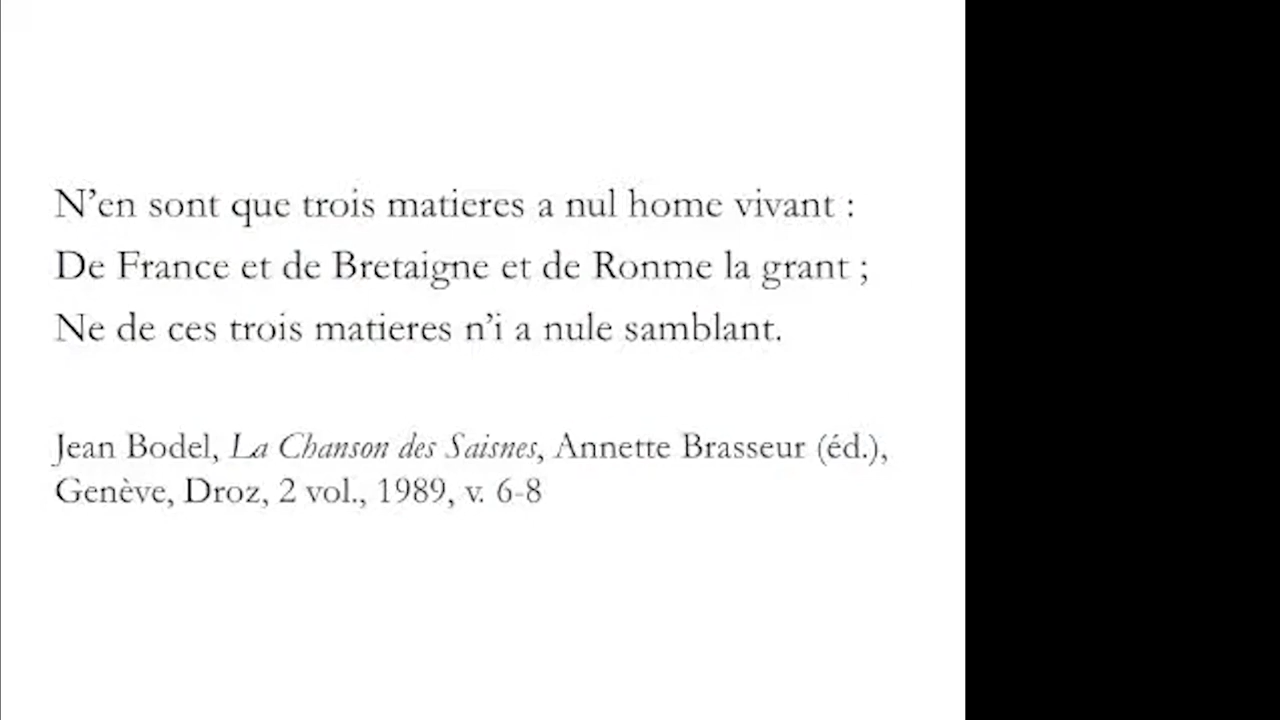 N’en sont que trois matieres a nul home vivant :
De France et de Bretaigne et de Ronme la grant ;
Ne de ces trois matieres n’i a nule samblant.
Jean Bodel, La Chanson des Saisnes, Annette Brasseur (éd.),
Genève, Droz, 2 vol., 1989, v. 6-8